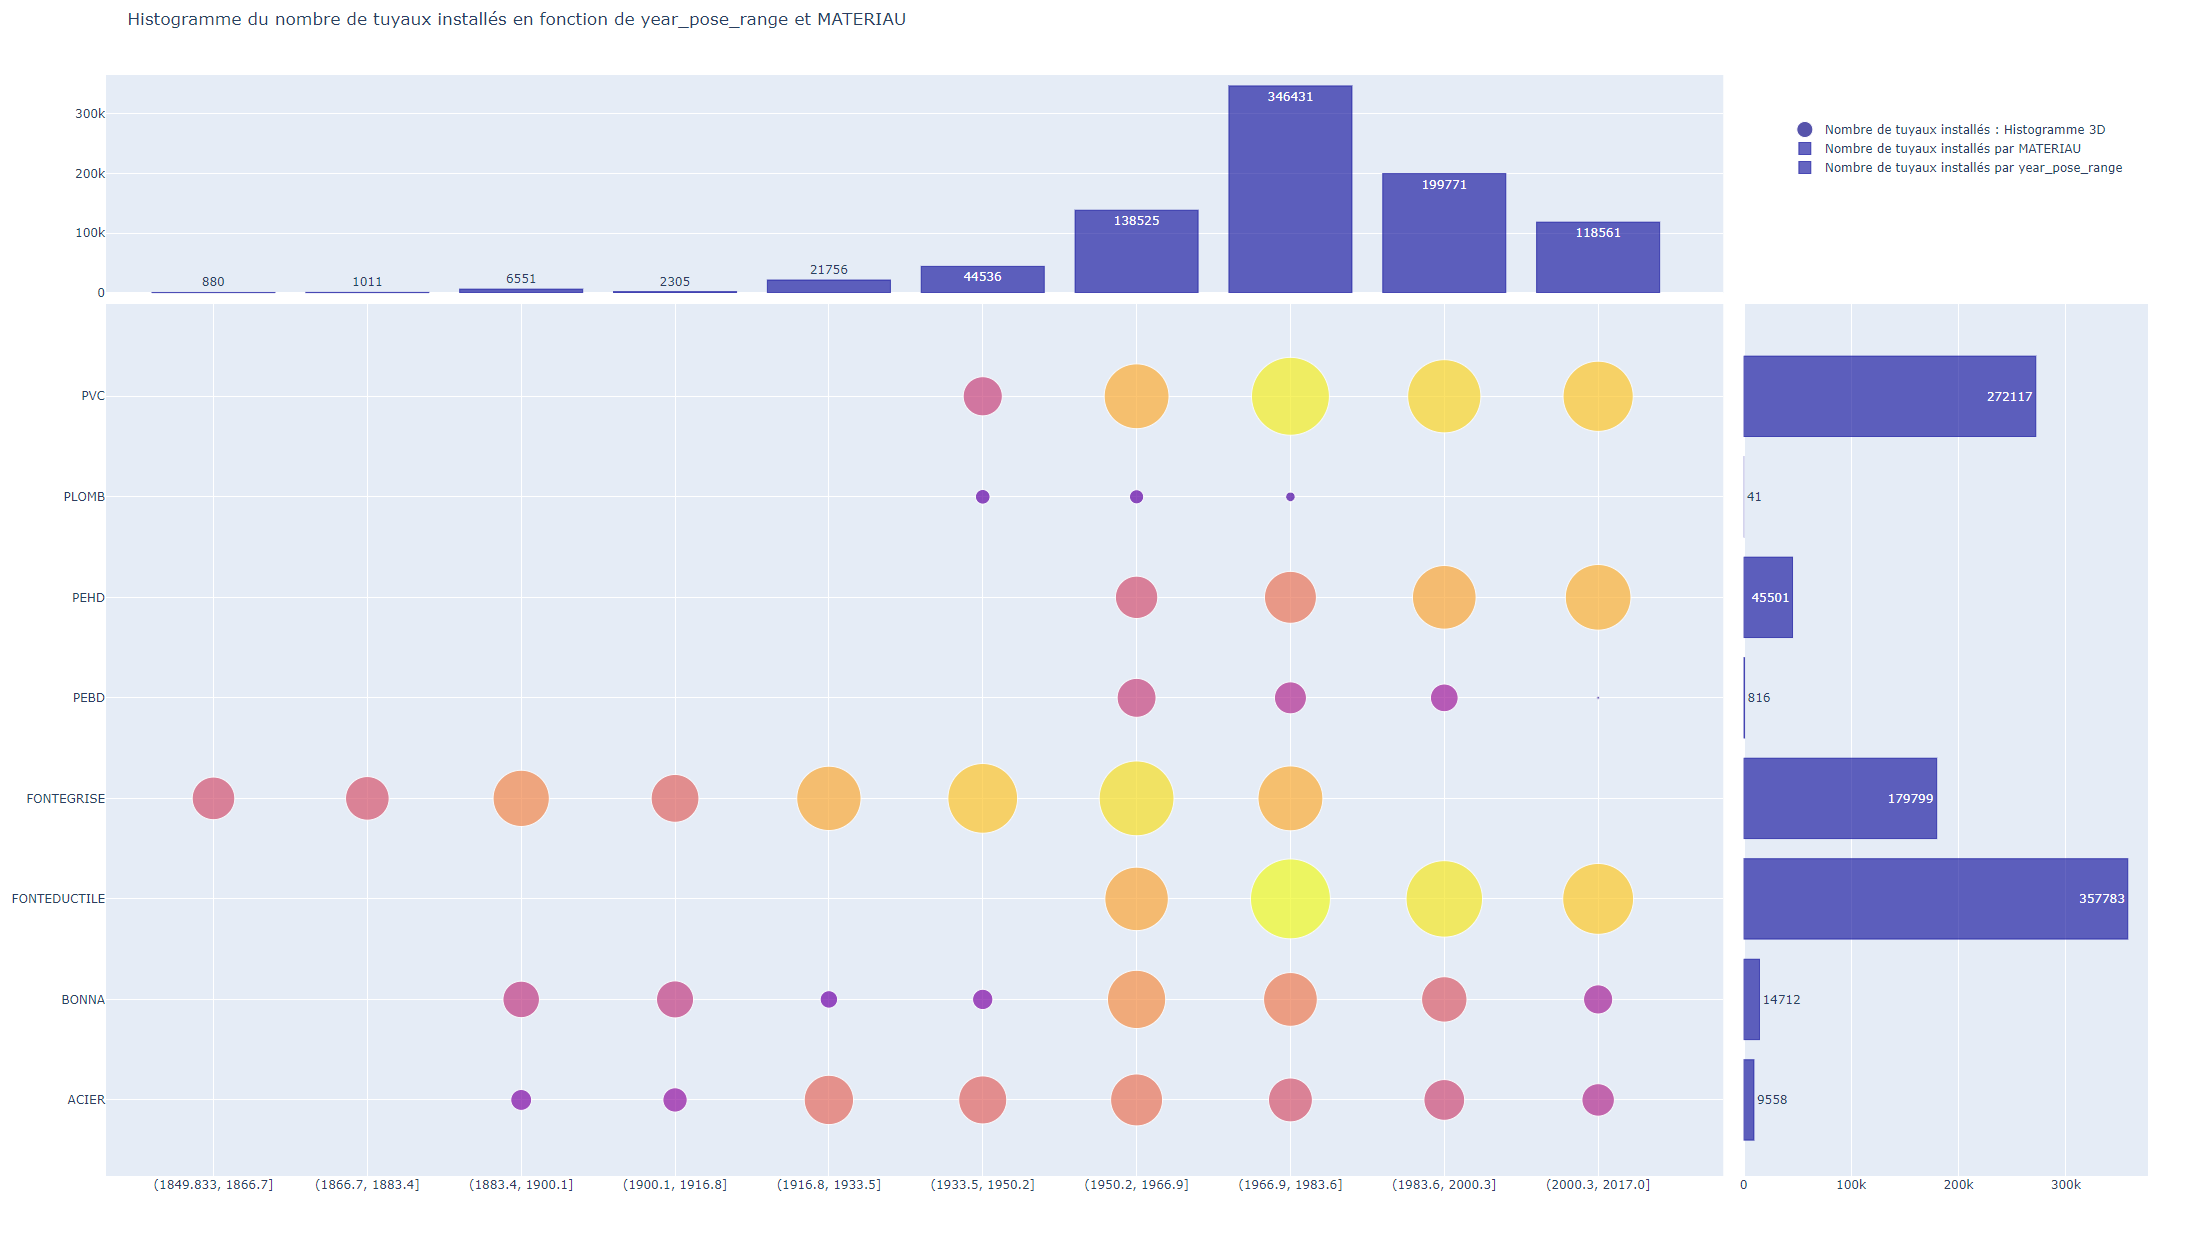 Histogramme du nombre de tuyaux installés en fonction de year_pose_range et MATERIAU
300k
200k
100k
0
880
1011
6551
2305
21756
44536
138525
346431
199771
118561
Nombre de tuyaux installés : Histogramme 3D
Nombre de tuyaux installés par MATERIAU
Nombre de tuyaux installés par year_pose_range
PVC
PLOMB
PEHD
PEBD
FONTEGRISE
FONTEDUCTILE
BONNA
ACIER
272117
41
45501
816
179799
357783
14712
9558
(1849.833, 1866.7]
(1866.7, 1883.4]
(1883.4, 1900.1]
(1900.1, 1916.8]
(1916.8, 1933.5]
(1933.5, 1950.2]
(1950.2, 1966.9]
(1966.9, 1983.6]
(1983.6, 2000.3]
(2000.3, 2017.0]
0
100k
200k
300k